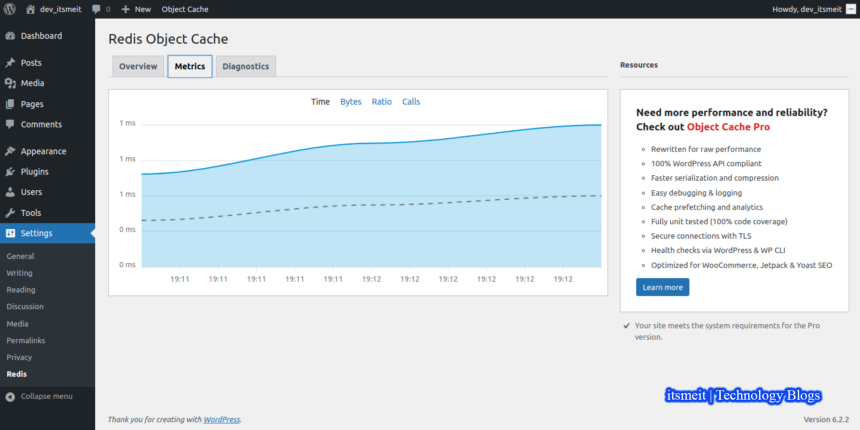 dev_itsmeit 0 New Object Cache Howdy, dev_itsmeit
Dashboard
Posts
Media
Pages
Comments
Appearance
Plugins
Users
Tools
Settings
General
Writing
Reading
Discussion
Media
Permalinks
Privacy
Redis
Collapse menu
Redis Object Cache
Overview Metrics Diagnostics
Time Bytes Ratio Calls
1 ms
1 ms
1 ms
0 ms
0 ms
19:11 19:11 19:11 19:11 19:11 19:12 19:12 19:12 19:12 19:12 19:12
Resources
Need more performance and reliability?
Check out Object Cache Pro
Rewritten for raw performance
100% WordPress API compliant
Faster serialization and compression
Easy debugging & logging
Cache prefetching and analytics
Fully unit tested (100% code coverage)
Secure connections with TLS
Health checks via WordPress & WP CLI
Optimized for WooCommerce, Jetpack & Yoast SEO
Learn more
Your site meets the system requirements for the Pro
version.
itsmeit | Technology Blogs
Thank you for creating with WordPress. Version 6.2.2